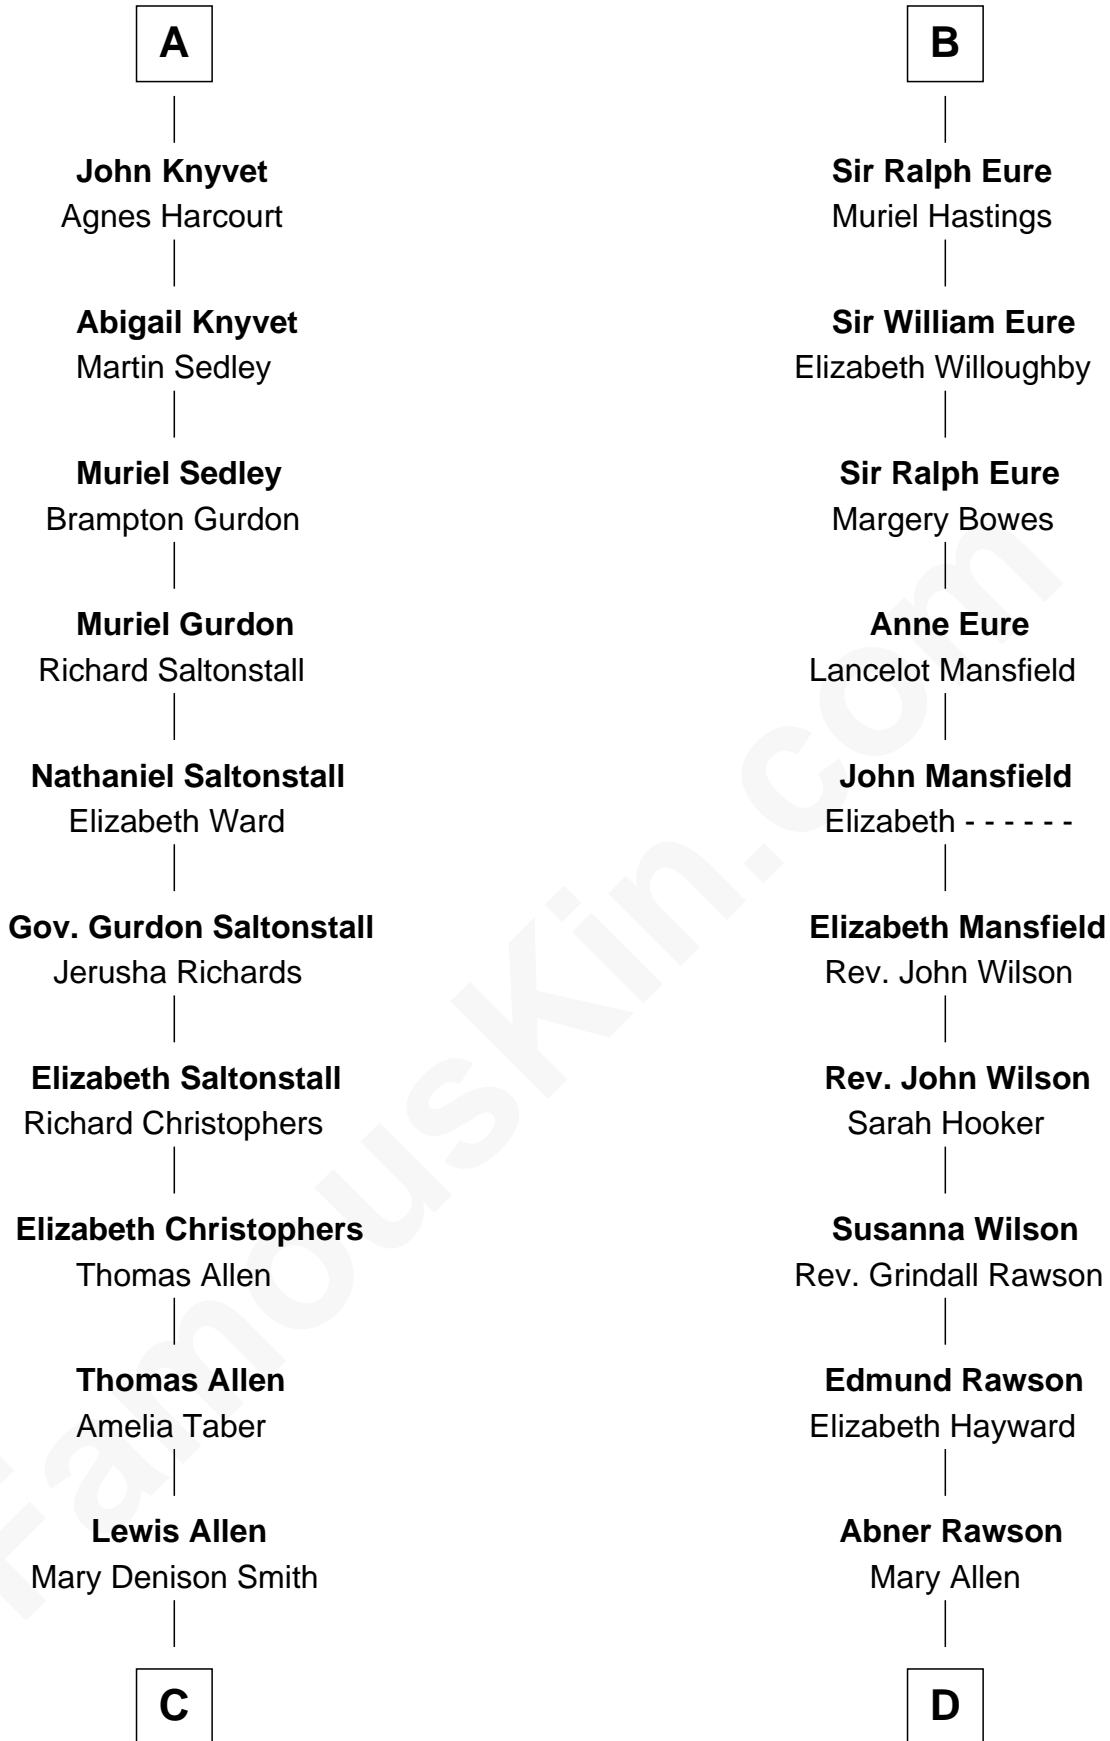 A
John Knyvet
Agnes Harcourt
Abigail Knyvet
Martin Sedley
Muriel Sedley
Brampton Gurdon
Muriel Gurdon
Richard Saltonstall
Nathaniel Saltonstall
Elizabeth Ward
Gov. Gurdon Saltonstall
Jerusha Richards
Elizabeth Saltonstall
Richard Christophers
Elizabeth Christophers
Thomas Allen
Thomas Allen
Amelia Taber
Lewis Allen
Mary Denison Smith
C
B
Sir Ralph Eure
Muriel Hastings
Sir William Eure
Elizabeth Willoughby
Sir Ralph Eure
Margery Bowes
Anne Eure
Lancelot Mansfield
John Mansfield
Elizabeth - - - - - -
Elizabeth Mansfield
Rev. John Wilson
Rev. John Wilson
Sarah Hooker
Susanna Wilson
Rev. Grindall Rawson
Edmund Rawson
Elizabeth Hayward
Abner Rawson
Mary Allen
D
FamousKin.com